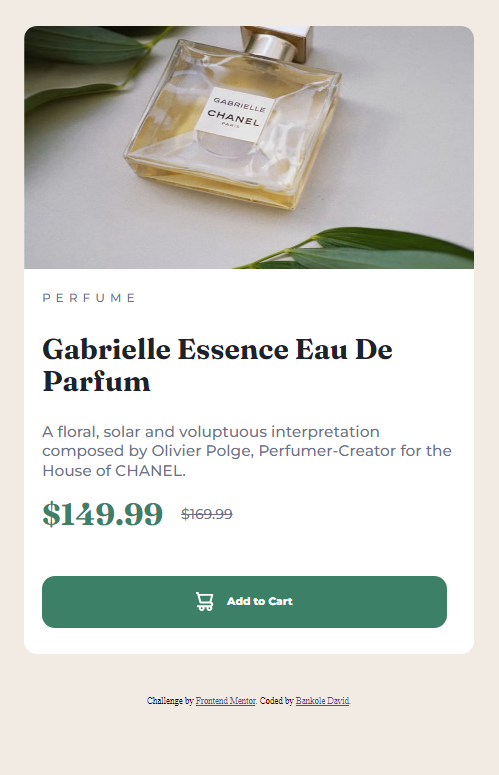 GABRIELLE
CHANEL
PARIS
PERFUME
Gabrielle Essence Eau De
Parfum
A floral, solar and voluptuous interpretation
composed by Olivier Polge, Perfumer-Creator for the
House of CHANEL.
$149.99 $169.99
Add to Cart
Challenge by Frontend Mentor. Coded by Bankole David.